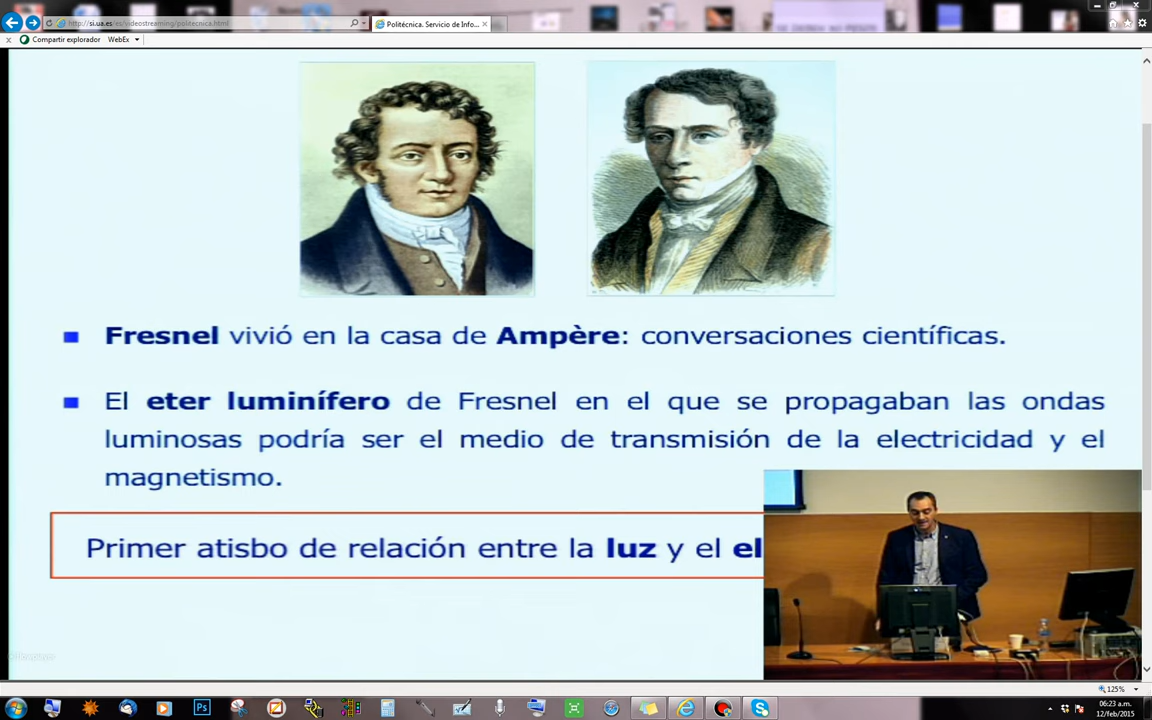 http://si.ua.es/es/videostreaming/politecnica.html
Politécnica. Servicio de Info...
Compartir explorador WebEx
Fresnel vivió en la casa de Ampère: conversaciones científicas.
El eter luminífero de Fresnel en el que se propagaban las ondas
luminosas podría ser el medio de transmisión de la electricidad y el
magnetismo.
Primer atisbo de relación entre la luz y el el
125%
06:23 a.m.
12/feb/2015